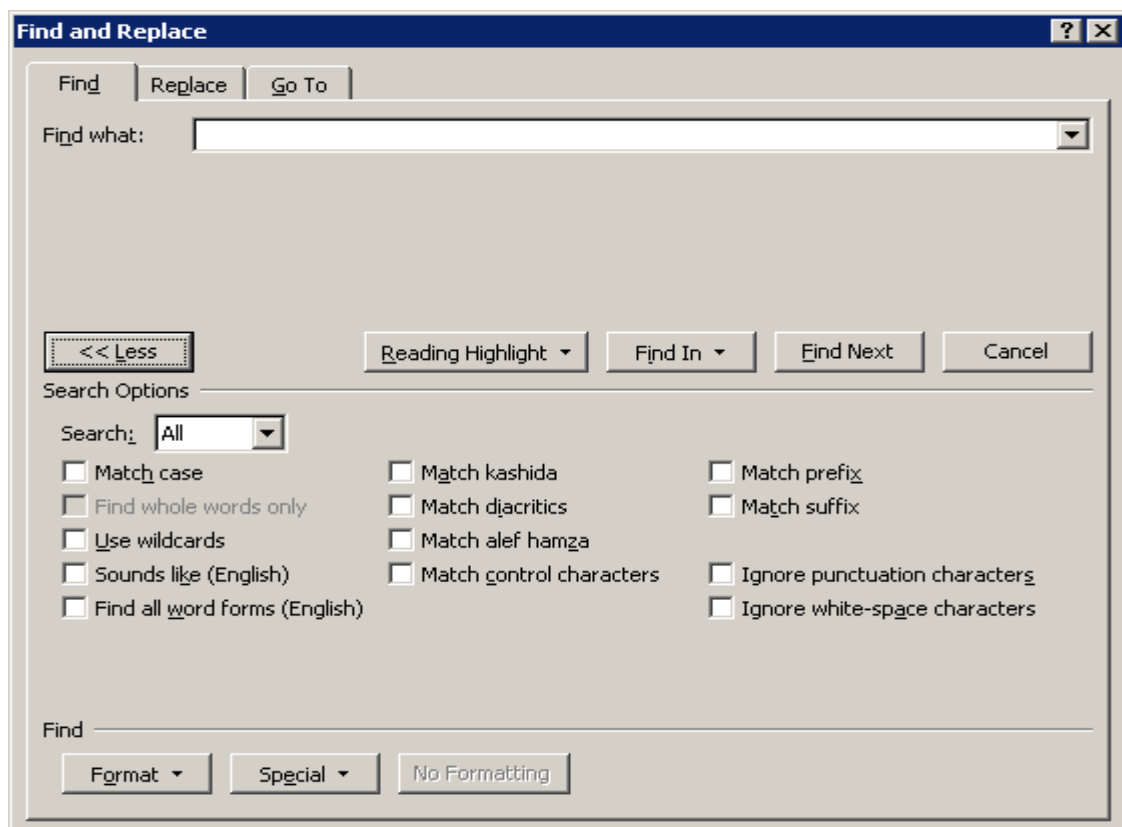 Find and Replace
Find Replace Go To
Find what:
<< Less Reading Highlight Find In Find Next Cancel
Search Options
Search: All
Match case Match kashida Match prefix
Find whole words only Match diacritics Match suffix
Use wildcards Match alef hamza
Sounds like (English) Match control characters Ignore punctuation characters
Find all word forms (English) Ignore white-space characters
Find
Format Special No Formatting